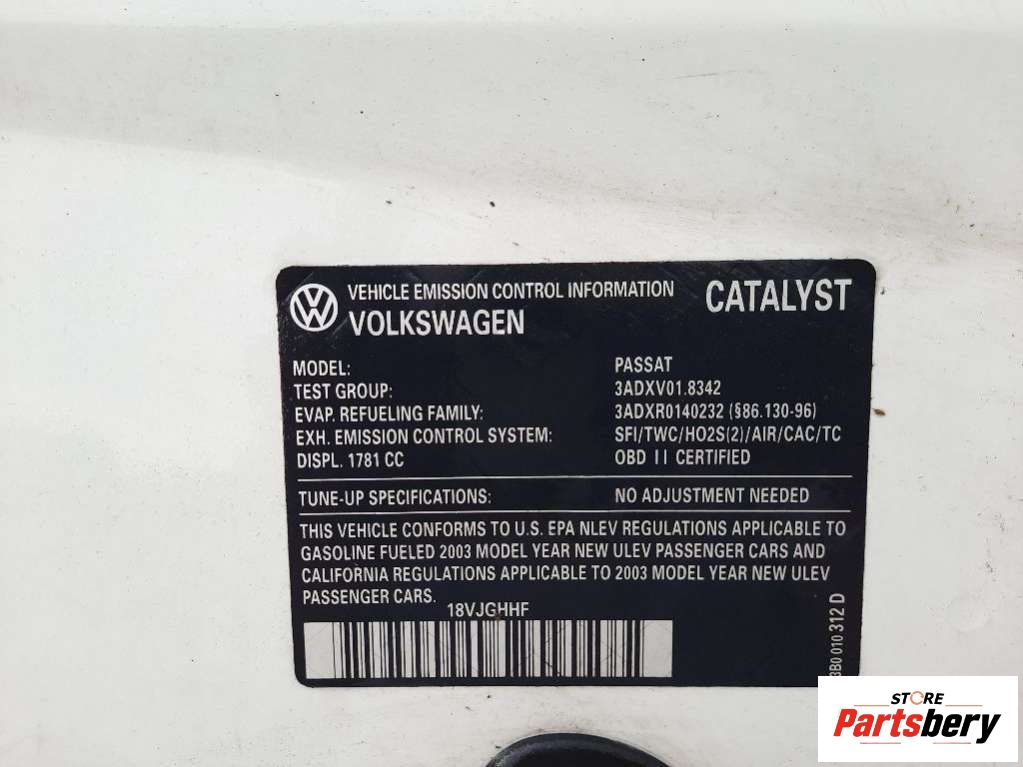 VEHICLE EMISSION CONTROL INFORMATION CATALYST
VOLKSWAGEN
MODEL: PASSAT
TEST GROUP: 3ADXV01.8342
EVAP. REFUELING FAMILY: 3ADXR0140232 (§86.130-96)
EXH. EMISSION CONTROL SYSTEM: SFI/TWC/HO2S(2)/AIR/CAC/TC
DISPL. 1781 CC OBD II CERTIFIED
TUNE-UP SPECIFICATIONS: NO ADJUSTMENT NEEDED
THIS VEHICLE CONFORMS TO U.S. EPA NLEV REGULATIONS APPLICABLE TO
GASOLINE FUELED 2003 MODEL YEAR NEW ULEV PASSENGER CARS AND
CALIFORNIA REGULATIONS APPLICABLE TO 2003 MODEL YEAR NEW ULEV
PASSENGER CARS.
18VJGHHF
3B0 010 312 D
STORE
Partsbery